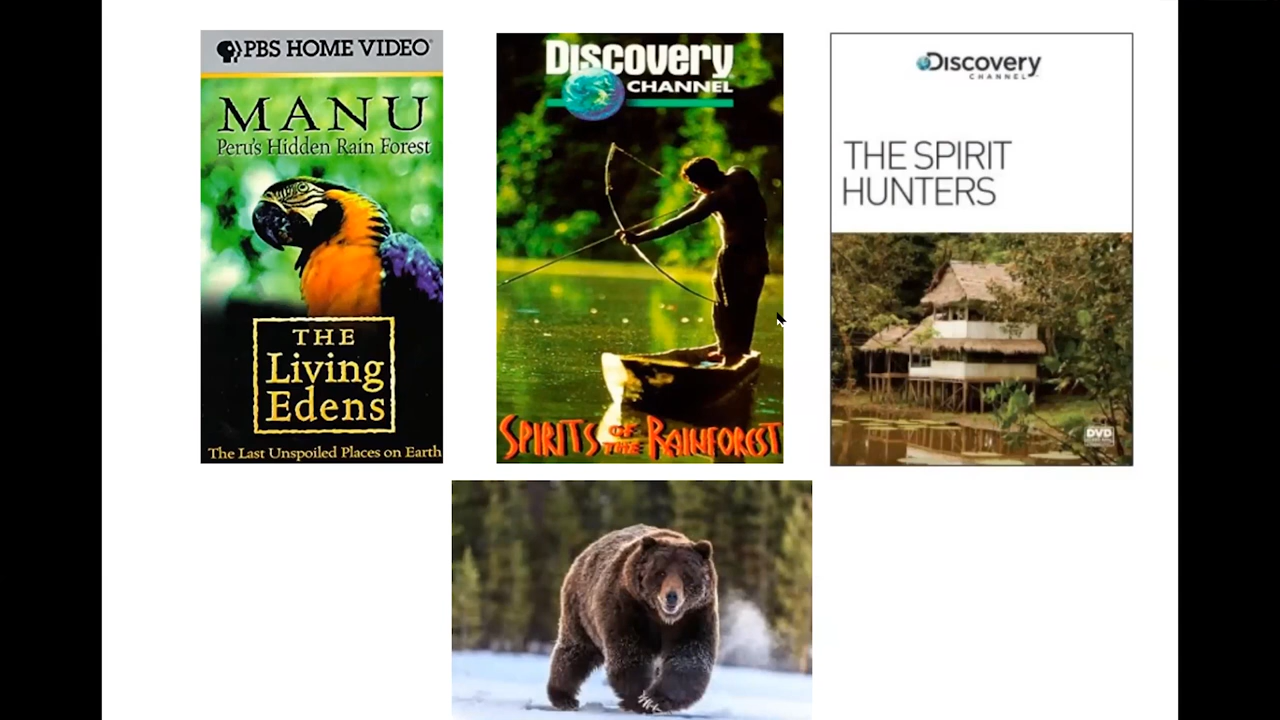 PBS HOME VIDEO®
MANU
Peru's Hidden Rain Forest
THE
Living
Edens
The Last Unspoiled Places on Earth
DISCOVERY
CHANNEL
SPIRITS OF THE RAINFOREST
Discovery
CHANNEL
THE SPIRIT
HUNTERS
DVD